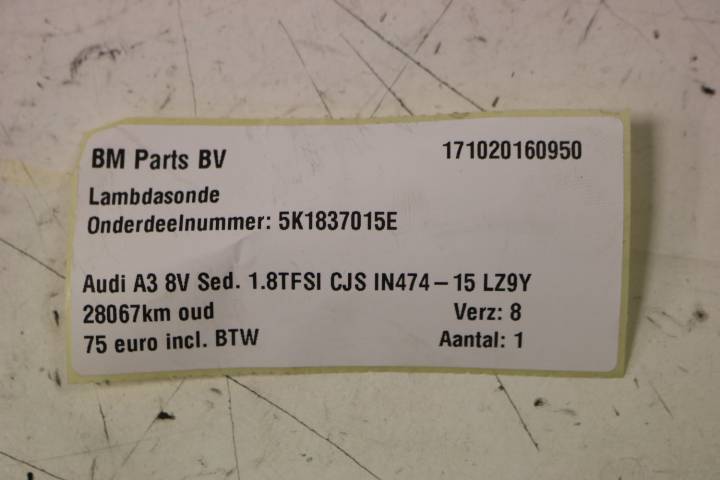 BM Parts BV 171020160950
Lambdasonde
Onderdeelnummer: 5K1837015E
Audi A3 8V Sed. 1.8TFSI CJS IN474-15 LZ9Y
28067km oud Verz: 8
75 euro incl. BTW Aantal: 1